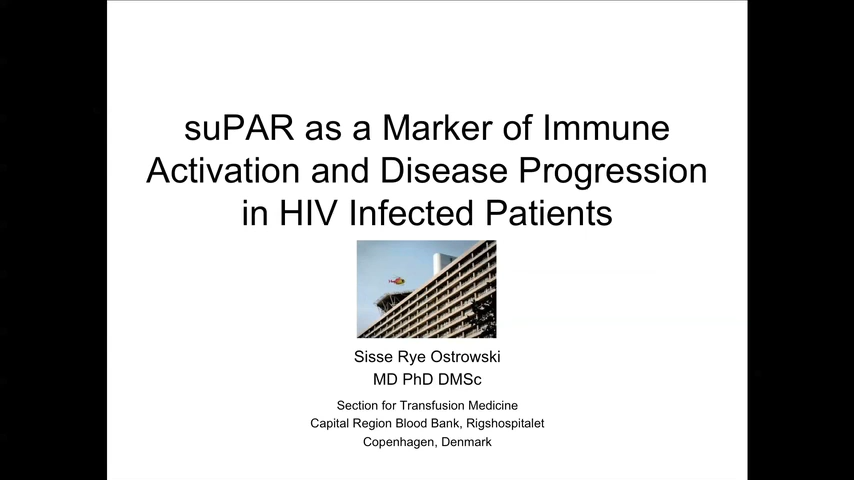 suPAR as a Marker of Immune
Activation and Disease Progression
in HIV Infected Patients
Sisse Rye Ostrowski
MD PhD DMSc
Section for Transfusion Medicine
Capital Region Blood Bank, Rigshospitalet
Copenhagen, Denmark